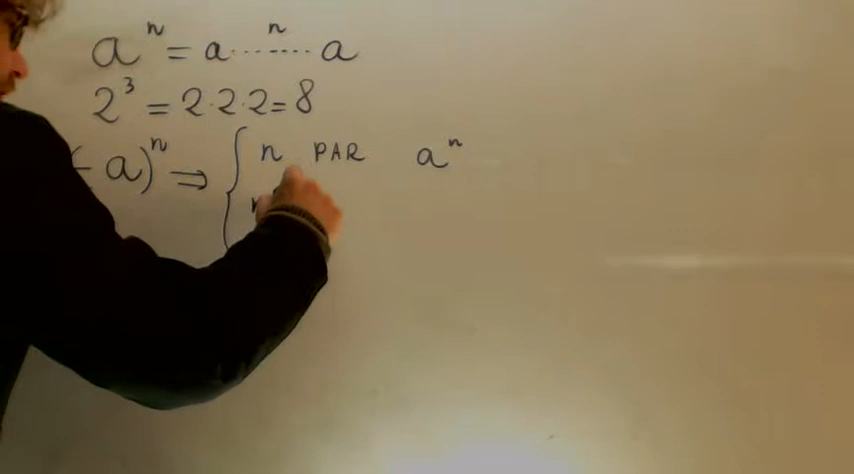 aⁿ = a ....ⁿ.... a
2³ = 2·2·2 = 8
(- a)ⁿ ⇒ { n PAR aⁿ
n